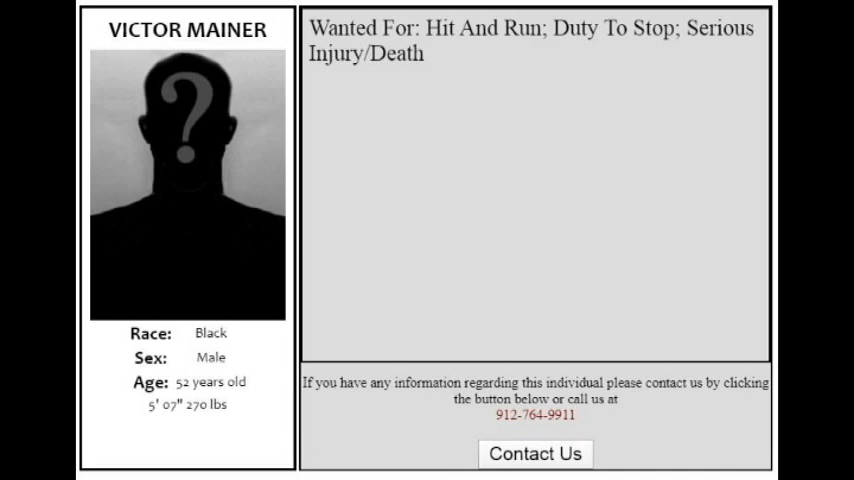 VICTOR MAINER
?
Race: Black
Sex: Male
Age: 52 years old
5' 07" 270 lbs
Wanted For: Hit And Run; Duty To Stop; Serious
Injury/Death
If you have any information regarding this individual please contact us by clicking
the button below or call us at
912-764-9911
Contact Us